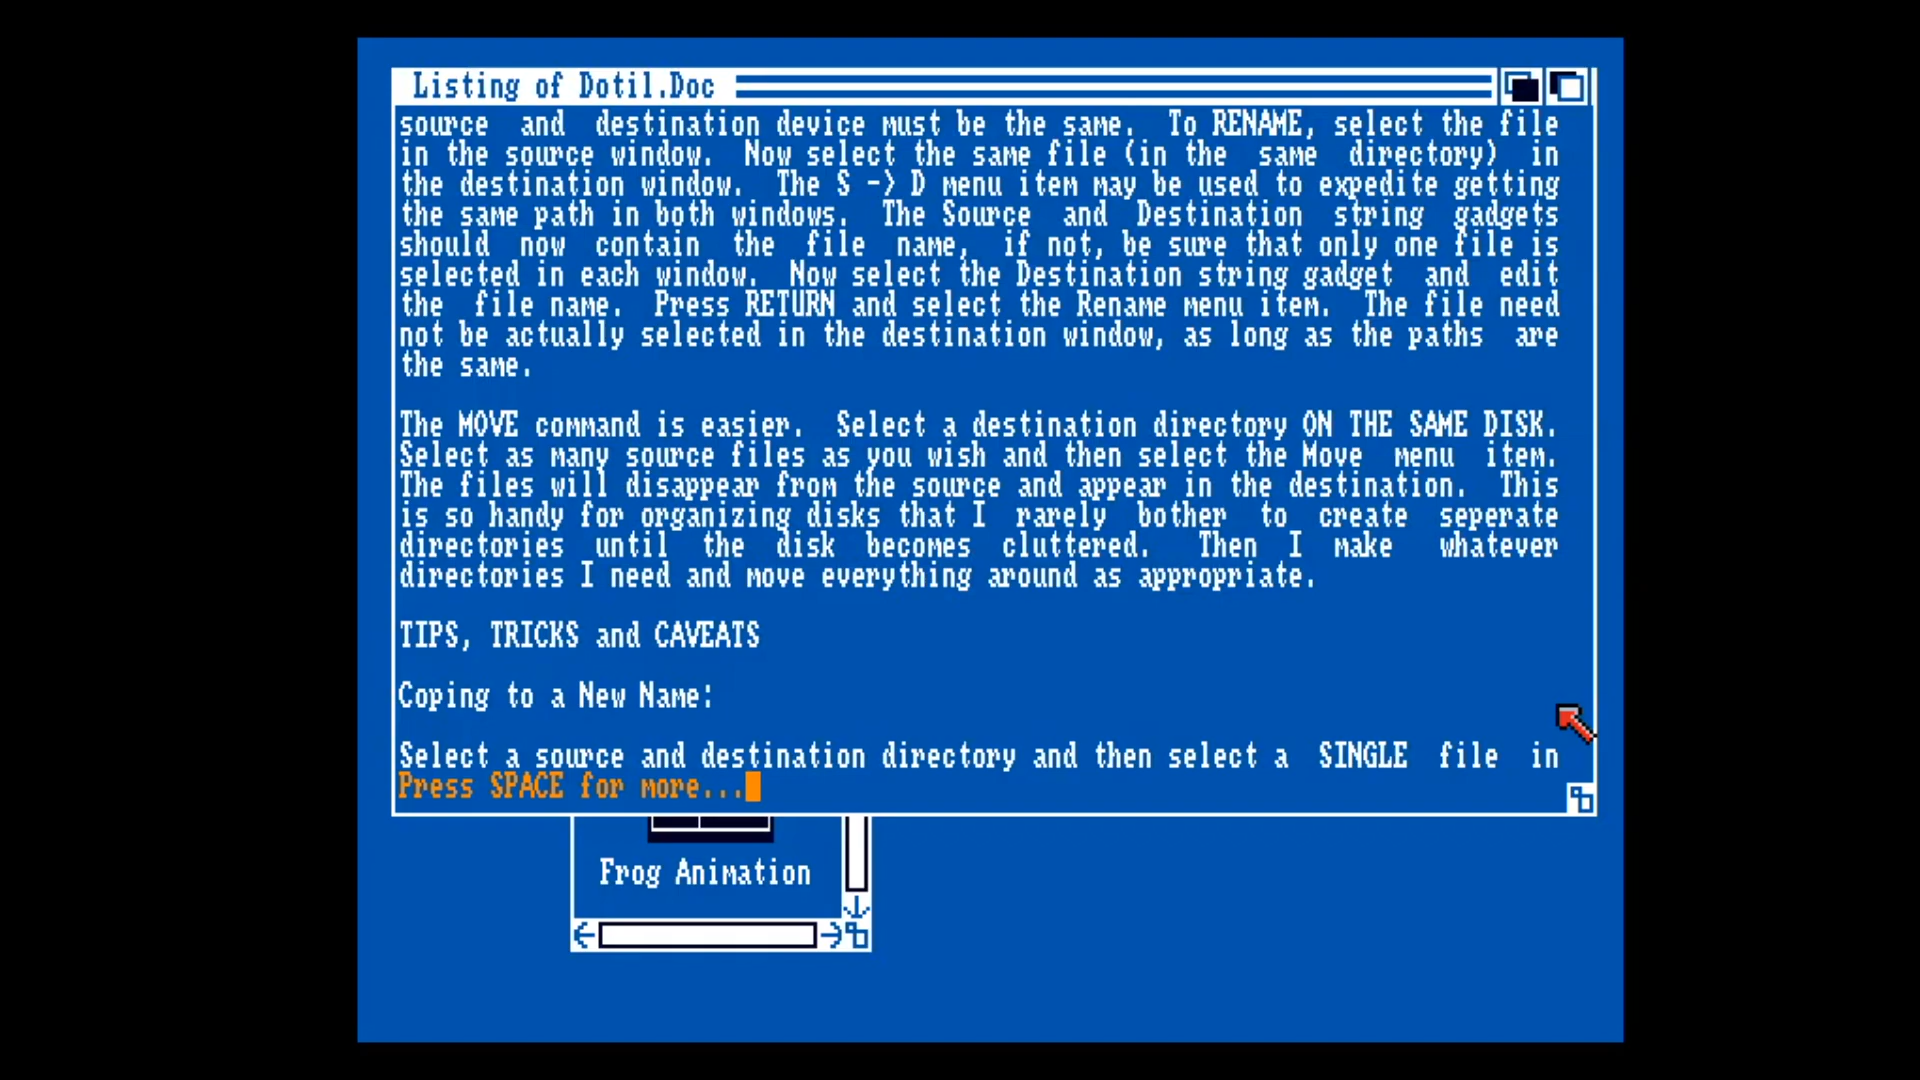 Listing of Dotil.Doc
source and destination device must be the same. To RENAME, select the file
in the source window. Now select the same file (in the same directory) in
the destination window. The S -> D menu item may be used to expedite getting
the same path in both windows. The Source and Destination string gadgets
should now contain the file name, if not, be sure that only one file is
selected in each window. Now select the Destination string gadget and edit
the file name. Press RETURN and select the Rename menu item. The file need
not be actually selected in the destination window, as long as the paths are
the same.
The MOVE command is easier. Select a destination directory ON THE SAME DISK.
Select as many source files as you wish and then select the Move menu item.
The files will disappear from the source and appear in the destination. This
is so handy for organizing disks that I rarely bother to create seperate
directories until the disk becomes cluttered. Then I make whatever
directories I need and move everything around as appropriate.
TIPS, TRICKS and CAVEATS
Coping to a New Name:
Select a source and destination directory and then select a SINGLE file in
Press SPACE for more...
Frog Animation